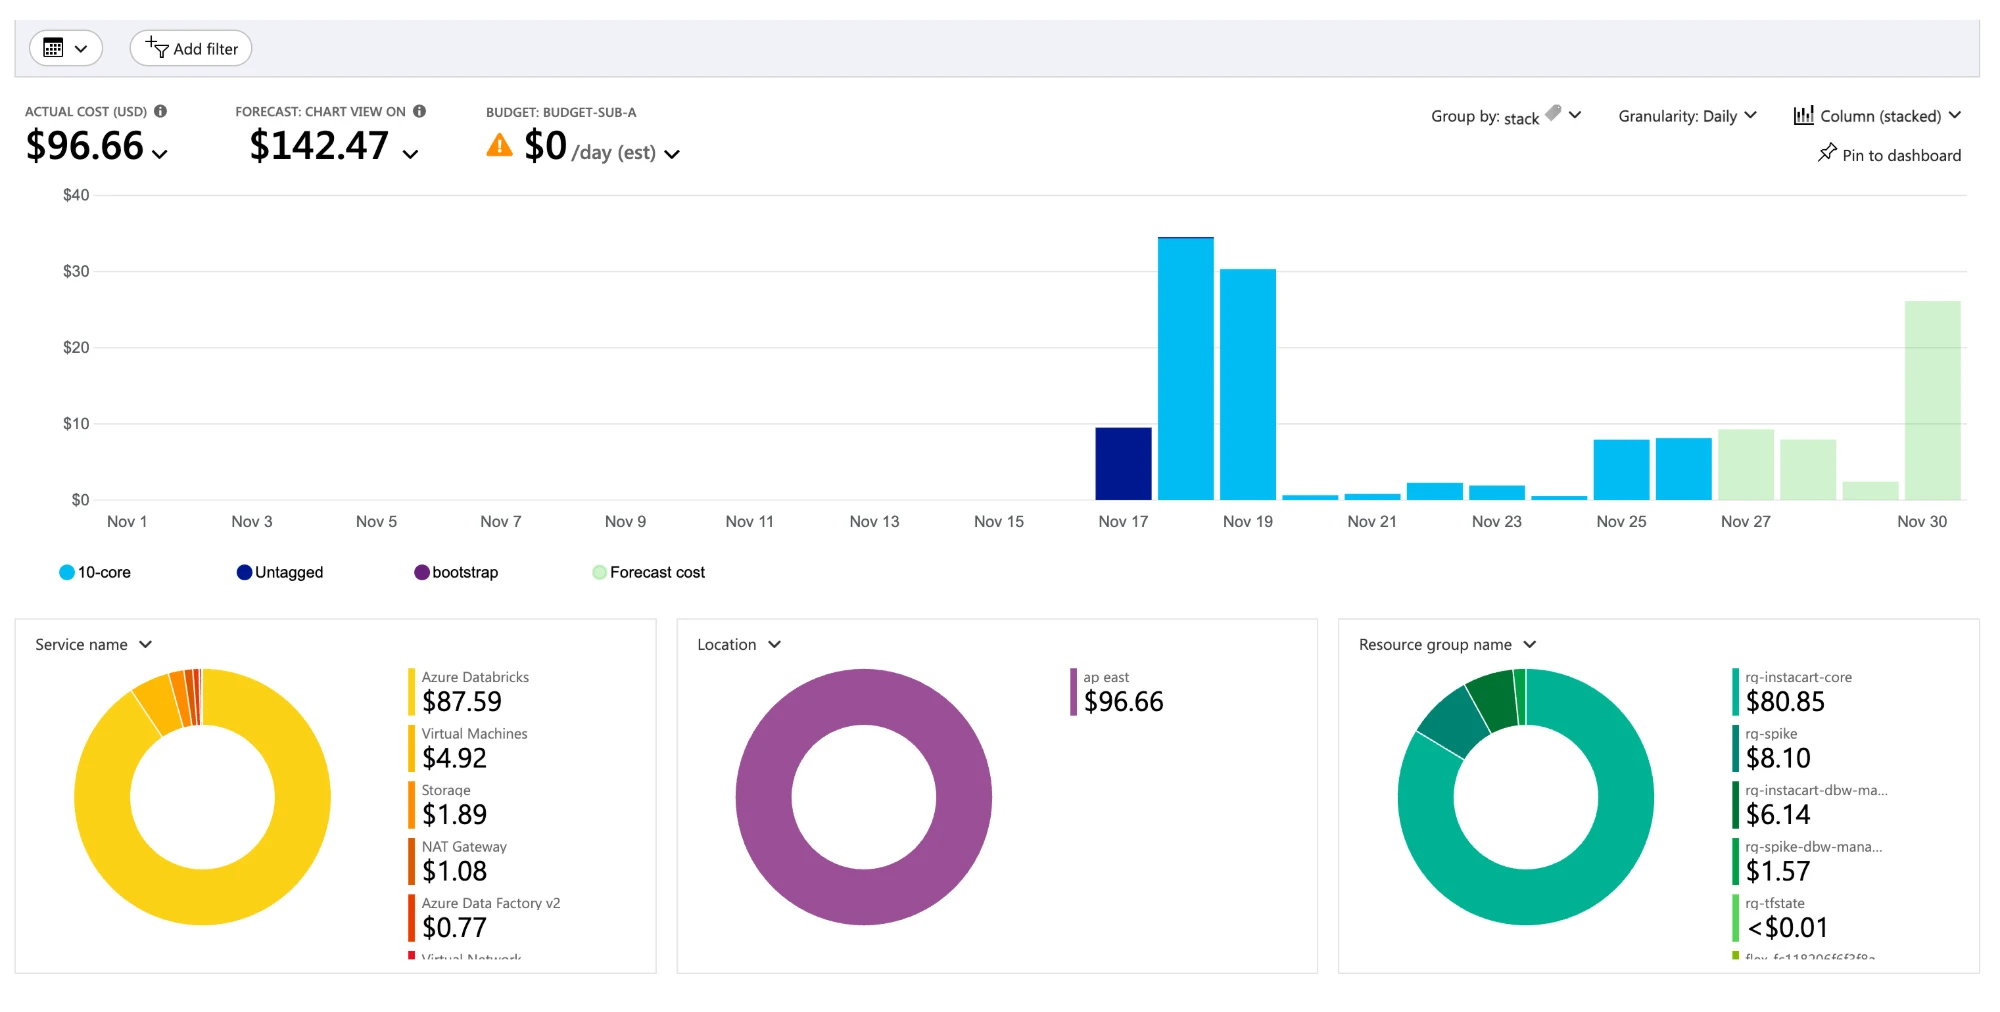 Add filter
ACTUAL COST (USD)
$96.66
FORECAST: CHART VIEW ON
$142.47
BUDGET: BUDGET-SUB-A
$0 /day (est)
Group by: stack
Granularity: Daily
Column (stacked)
Pin to dashboard
$40
$30
$20
$10
$0
Nov 1
Nov 3
Nov 5
Nov 7
Nov 9
Nov 11
Nov 13
Nov 15
Nov 17
Nov 19
Nov 21
Nov 23
Nov 25
Nov 27
Nov 30
10-core
Untagged
bootstrap
Forecast cost
Service name
Azure Databricks
$87.59
Virtual Machines
$4.92
Storage
$1.89
NAT Gateway
$1.08
Azure Data Factory v2
$0.77
Virtual Network
Location
ap east
$96.66
Resource group name
rg-instacart-core
$80.85
rg-spike
$8.10
rg-instacart-dbw-ma...
$6.14
rg-spike-dbw-mana...
$1.57
rg-tfstate
<$0.01